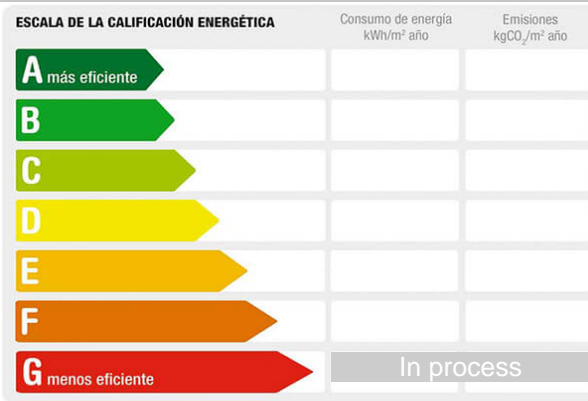 ESCALA DE LA CALIFICACIÓN ENERGÉTICA
Consumo de energía
kWh/m² año
Emisiones
kgCO₂/m² año
A más eficiente
B
C
D
E
F
G menos eficiente
In process